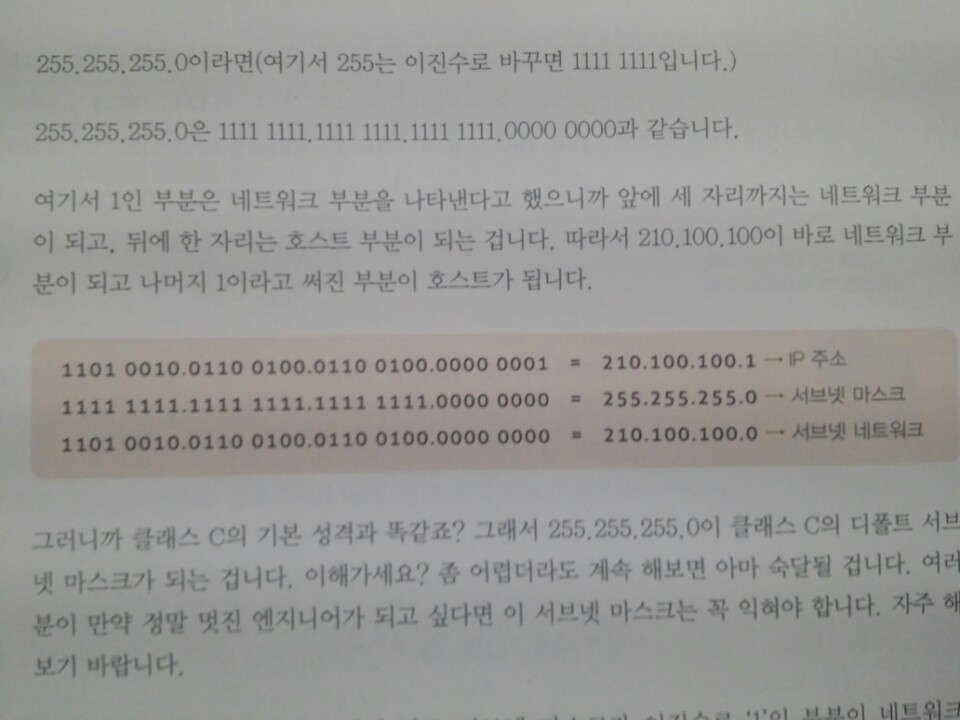 255.255.255.0이라면(여기서 255는 이진수로 바꾸면 1111 1111입니다.)
255.255.255.0은 1111 1111.1111 1111.1111 1111.0000 0000과 같습니다.
여기서 1인 부분은 네트워크 부분을 나타낸다고 했으니까 앞에 세 자리까지는 네트워크 부분
이 되고, 뒤에 한 자리는 호스트 부분이 되는 겁니다. 따라서 210.100.100이 바로 네트워크 부
분이 되고 나머지 1이라고 써진 부분이 호스트가 됩니다.
1101 0010.0110 0100.0110 0100.0000 0001 = 210.100.100.1 → IP 주소
1111 1111.1111 1111.1111 1111.0000 0000 = 255.255.255.0 → 서브넷 마스크
1101 0010.0110 0100.0110 0100.0000 0000 = 210.100.100.0 → 서브넷 네트워크
그러니까 클래스 C의 기본 성격과 똑같죠? 그래서 255.255.255.0이 클래스 C의 디폴트 서브
넷 마스크가 되는 겁니다. 이해가세요? 좀 어렵더라도 계속 해보면 아마 숙달될 겁니다. 여러
분이 만약 정말 멋진 엔지니어가 되고 싶다면 이 서브넷 마스크는 꼭 익혀야 합니다. 자주 해
보기 바랍니다.
'1'인 부분이 네트워크